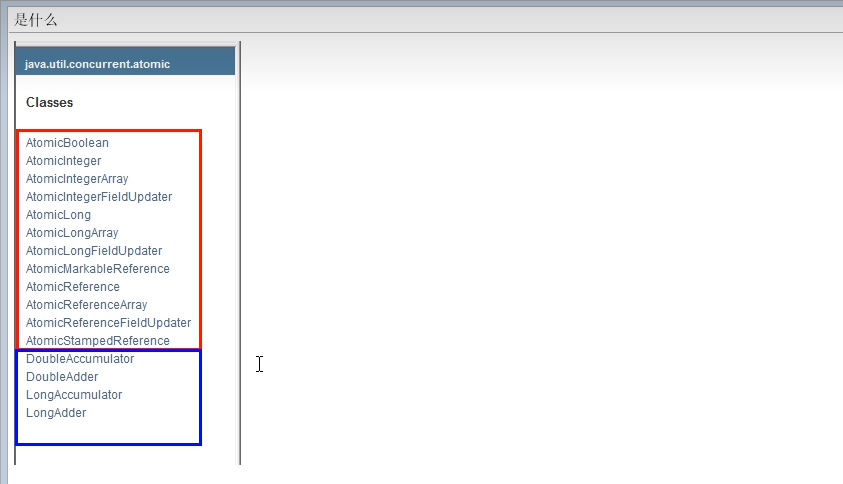 是什么
java.util.concurrent.atomic
Classes
AtomicBoolean
AtomicInteger
AtomicIntegerArray
AtomicIntegerFieldUpdater
AtomicLong
AtomicLongArray
AtomicLongFieldUpdater
AtomicMarkableReference
AtomicReference
AtomicReferenceArray
AtomicReferenceFieldUpdater
AtomicStampedReference
DoubleAccumulator
DoubleAdder
LongAccumulator
LongAdder